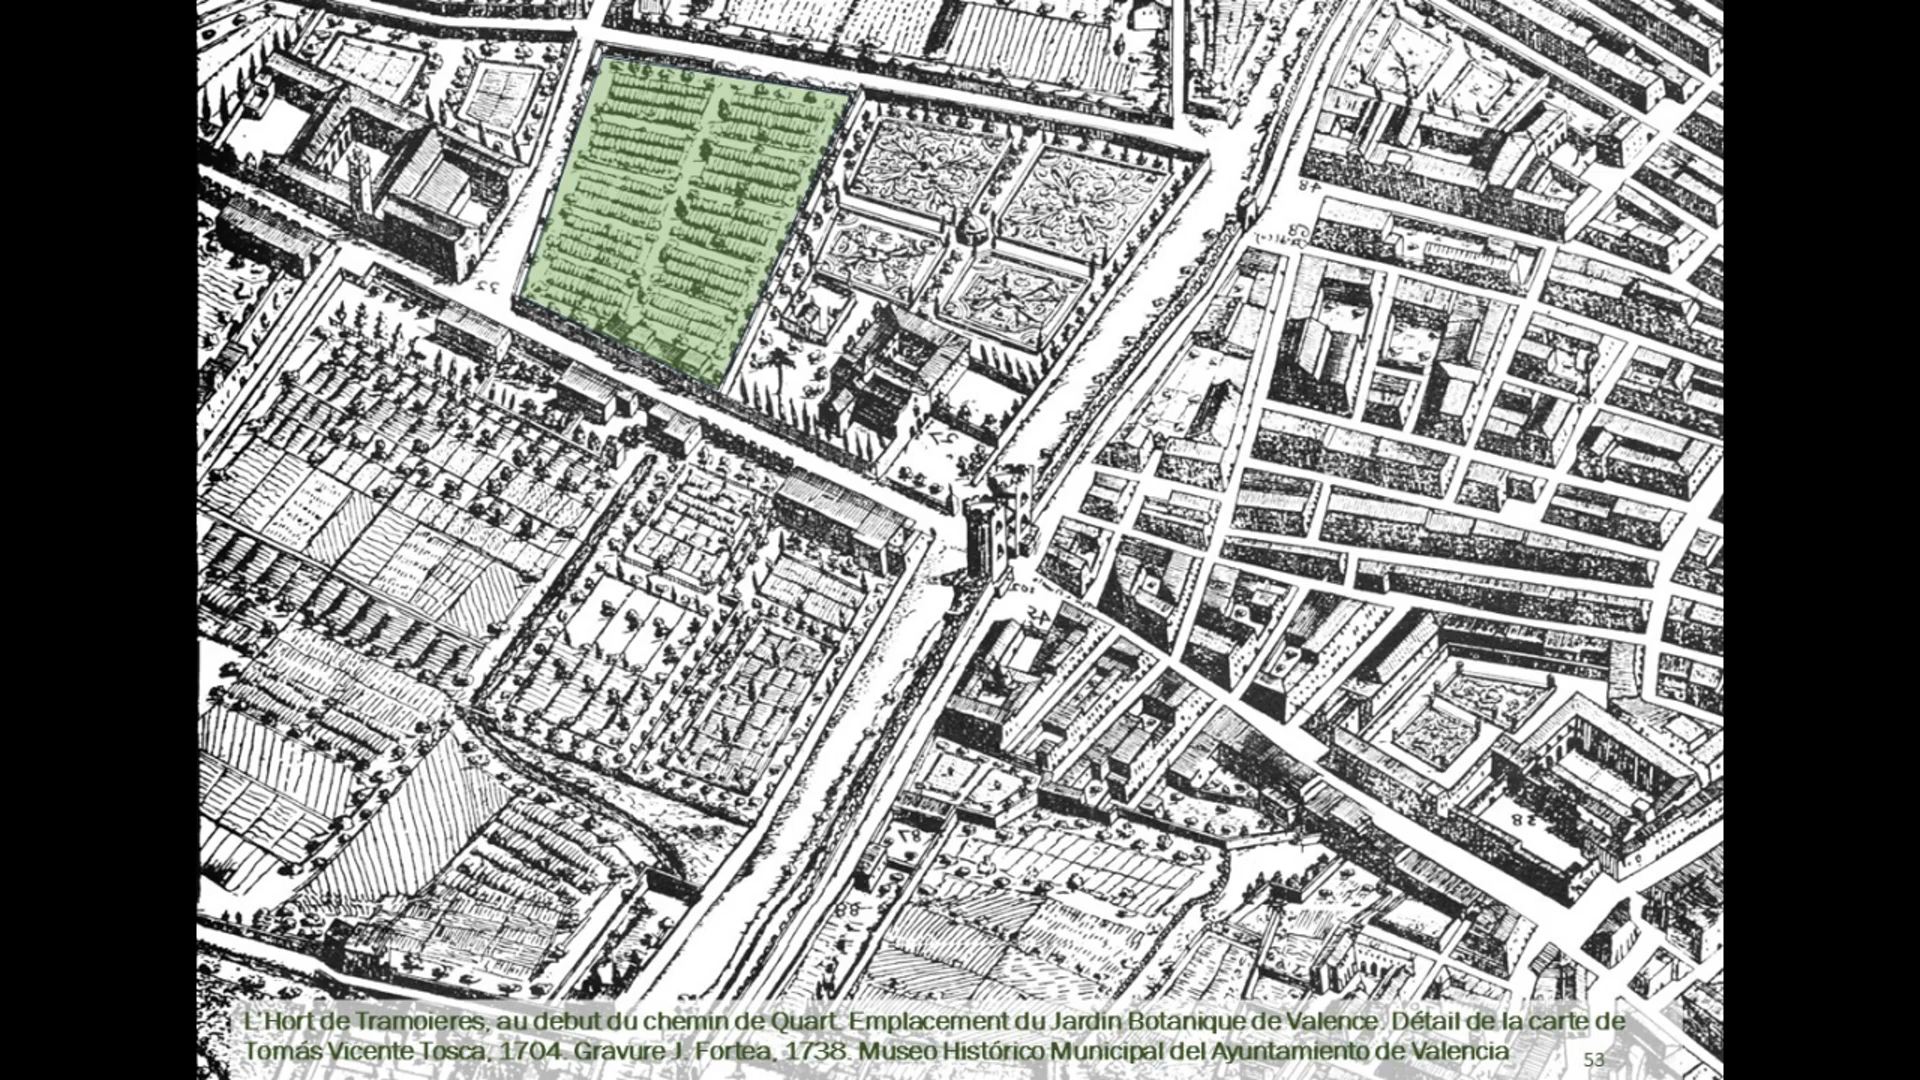 L'Hort de Tramoieres, au debut du chemin de Quart. Emplacement du Jardin Botanique de Valence. Détail de la carte de
Tomás Vicente Tosca, 1704. Gravure J. Fortea, 1738. Museo Histórico Municipal del Ayuntamiento de Valencia
53